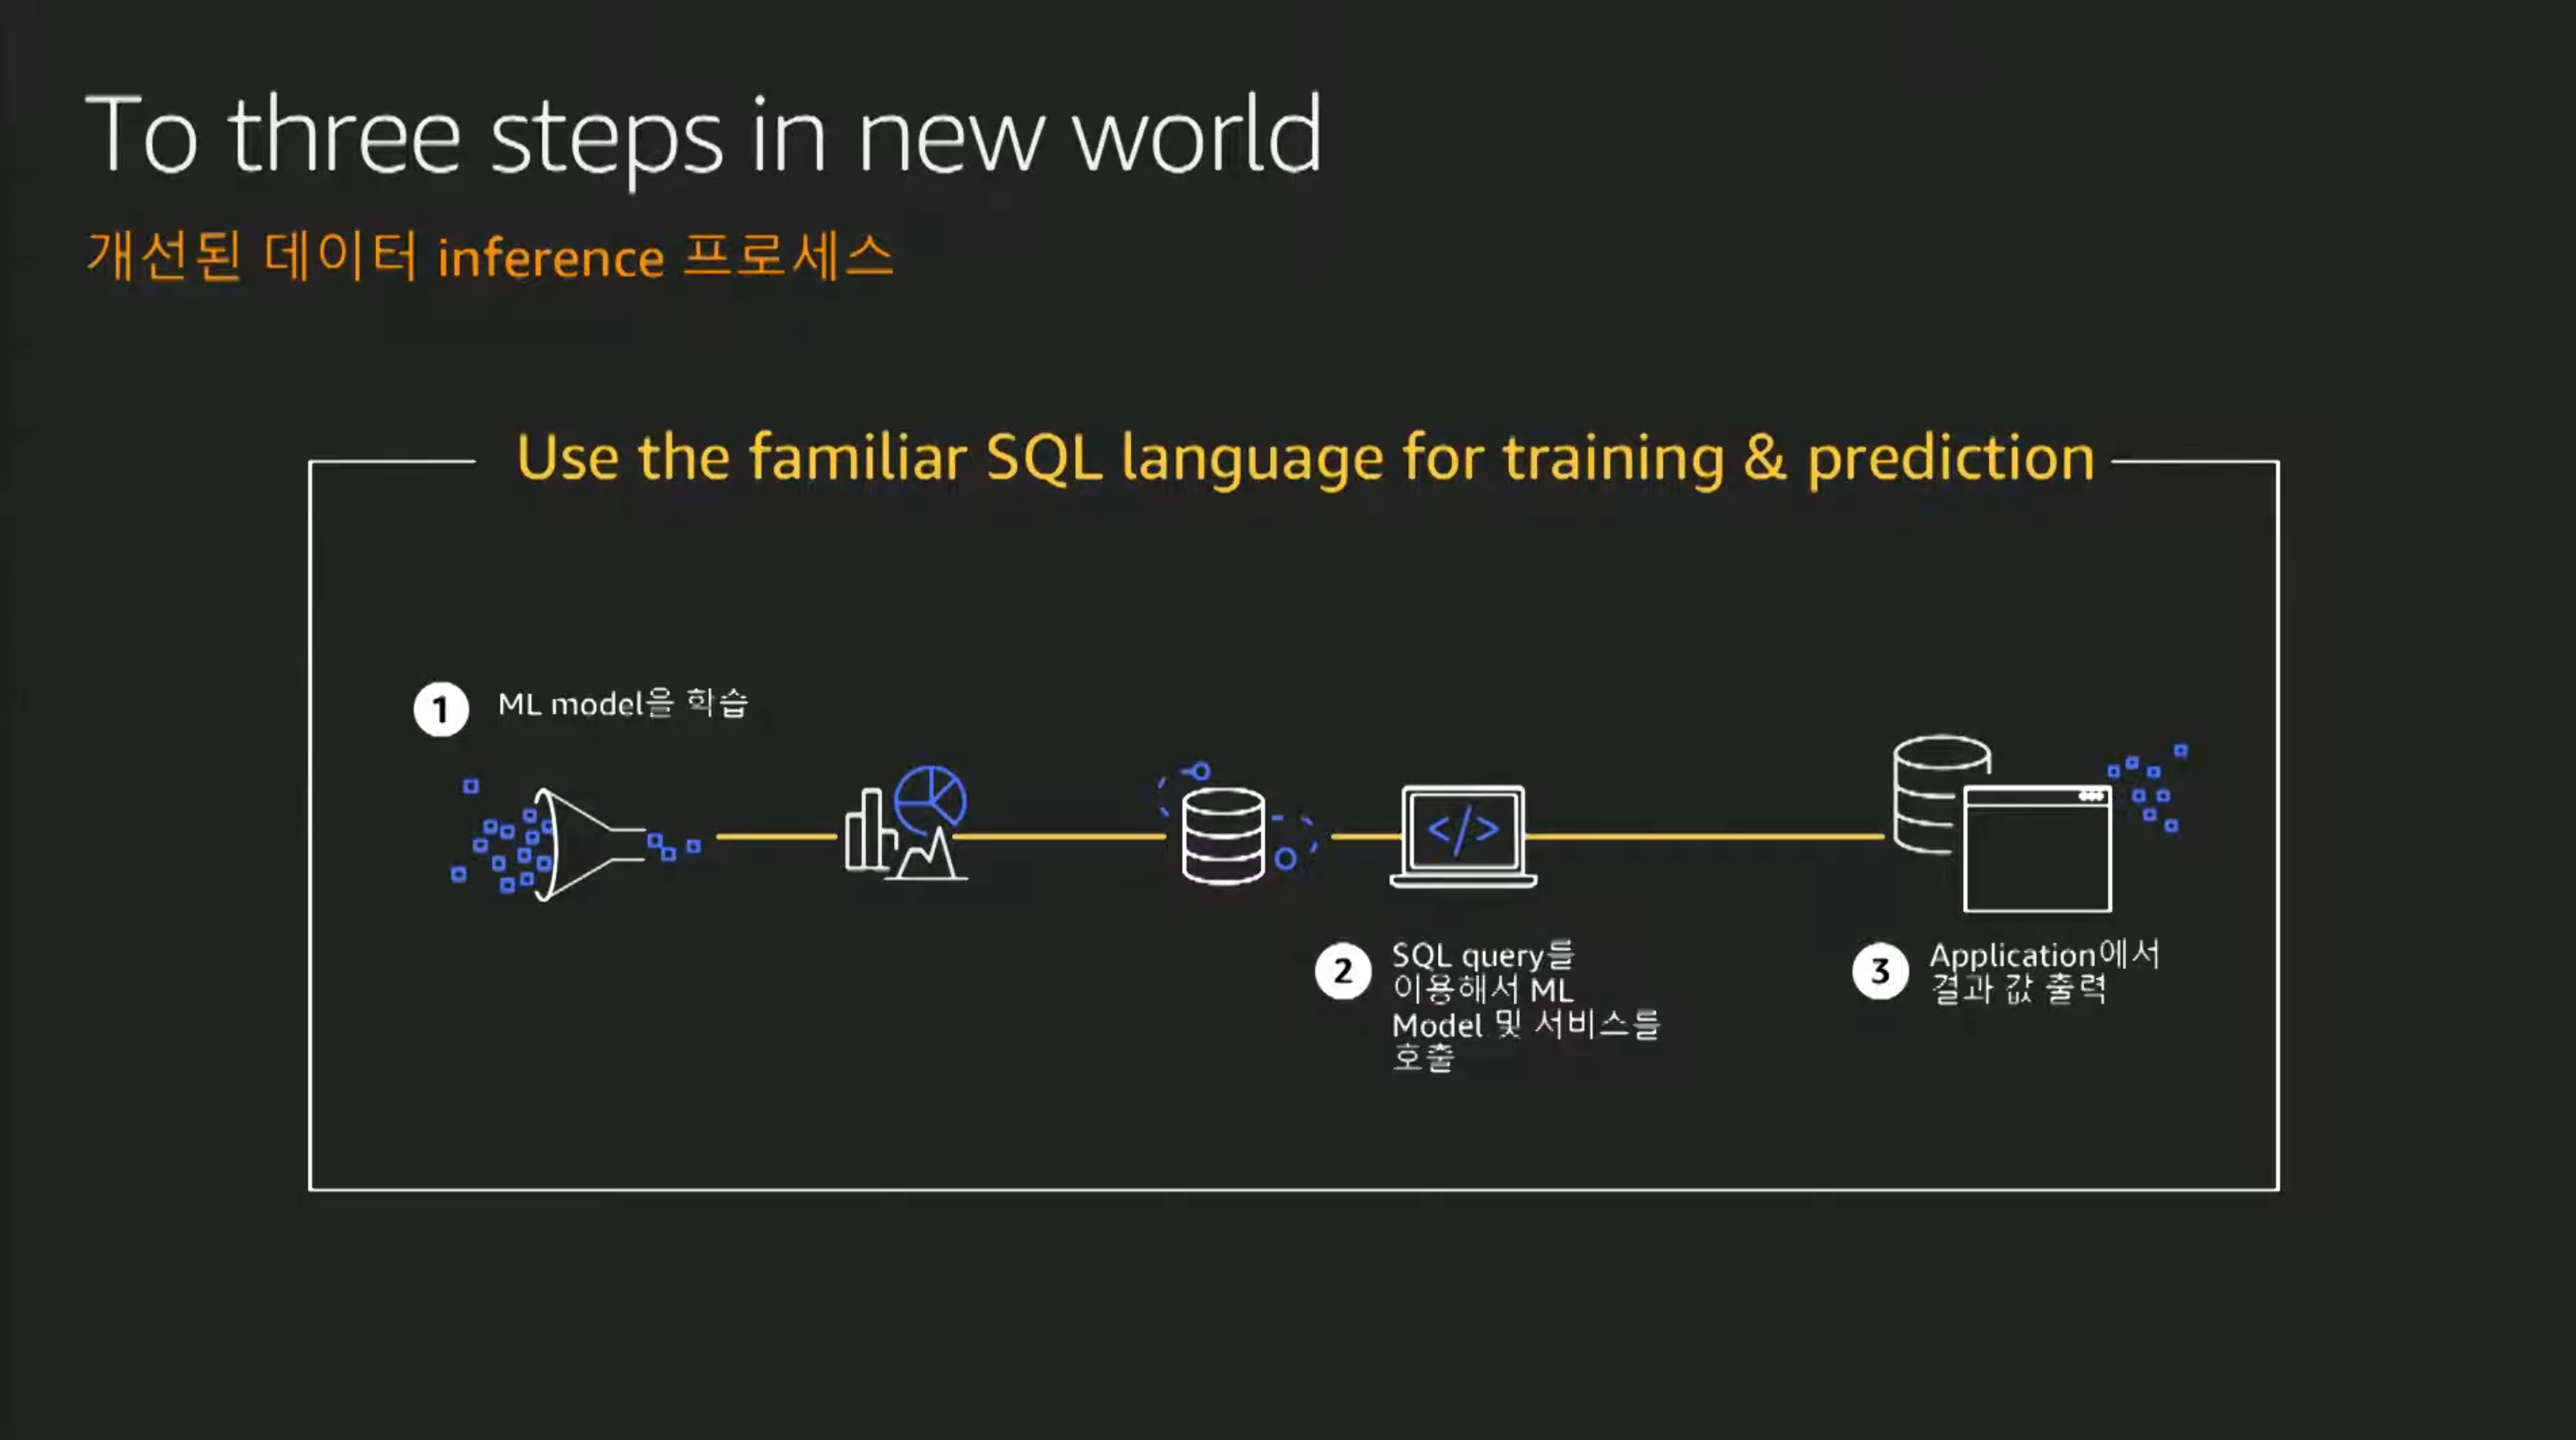 To three steps in new world
개선된 데이터 inference 프로세스
Use the familiar SQL language for training & prediction
1 ML model을 학습
</>
2 SQL query를
이용해서 ML
Model 및 서비스를
호출
3 Application에서
결과 값 출력